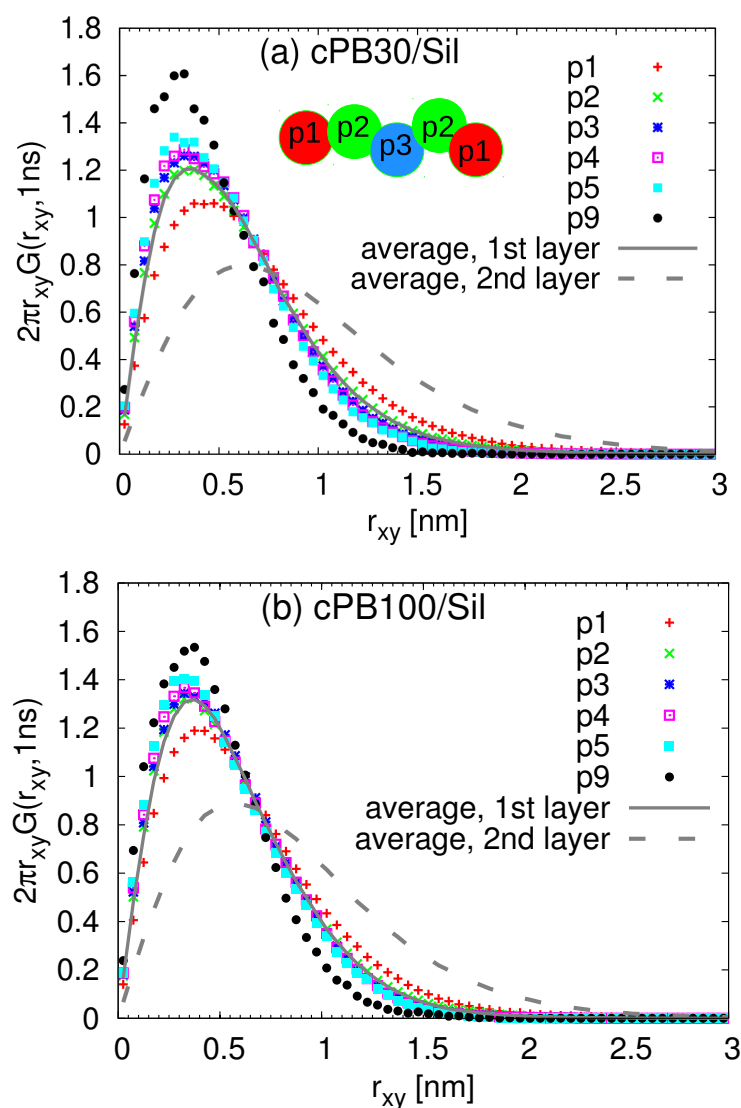 (a) cPB30/Sil
p1
p2
p3
p4
p5
p9
average, 1st layer
average, 2nd layer
p1
p2
p3
p2
p1
2πr_xy G(r_xy,1ns)
1.8
1.6
1.4
1.2
1
0.8
0.6
0.4
0.2
0
0
0.5
1
1.5
2
2.5
3
r_xy [nm]
(b) cPB100/Sil
p1
p2
p3
p4
p5
p9
average, 1st layer
average, 2nd layer
2πr_xy G(r_xy,1ns)
1.8
1.6
1.4
1.2
1
0.8
0.6
0.4
0.2
0
0
0.5
1
1.5
2
2.5
3
r_xy [nm]